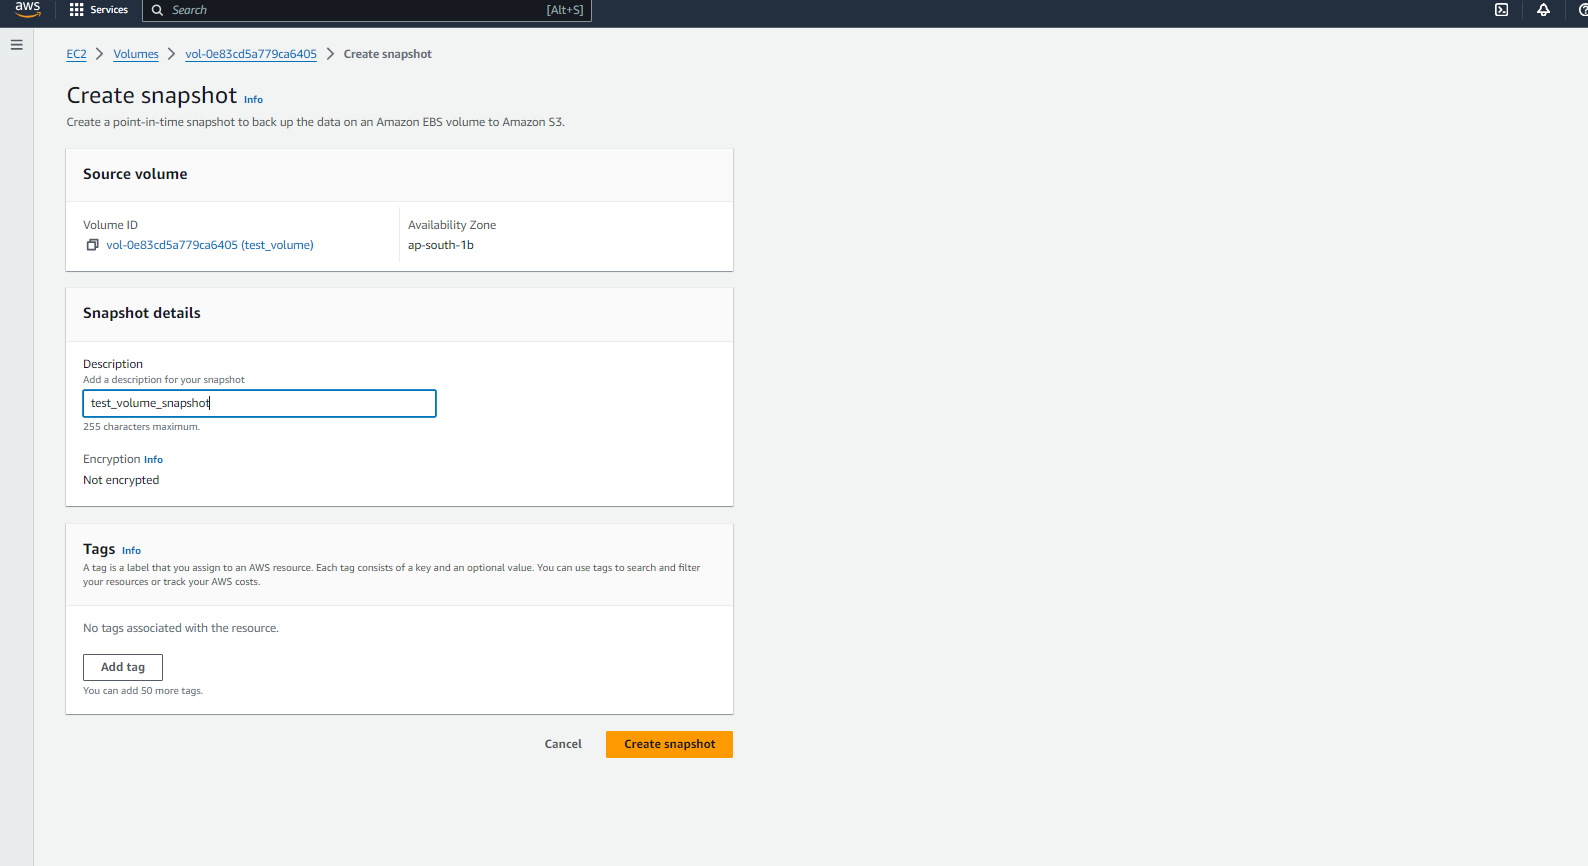 aws
Services
Search
[Alt+S]
EC2 > Volumes > vol-0e83cd5a779ca6405 > Create snapshot
Create snapshot Info
Create a point-in-time snapshot to back up the data on an Amazon EBS volume to Amazon S3.
Source volume
Volume ID
vol-0e83cd5a779ca6405 (test_volume)
Availability Zone
ap-south-1b
Snapshot details
Description
Add a description for your snapshot
test_volume_snapshot
255 characters maximum.
Encryption Info
Not encrypted
Tags Info
A tag is a label that you assign to an AWS resource. Each tag consists of a key and an optional value. You can use tags to search and filter
your resources or track your AWS costs.
No tags associated with the resource.
Add tag
You can add 50 more tags.
Cancel
Create snapshot